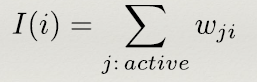 I(i) = ∑ w_{ji}
j: active